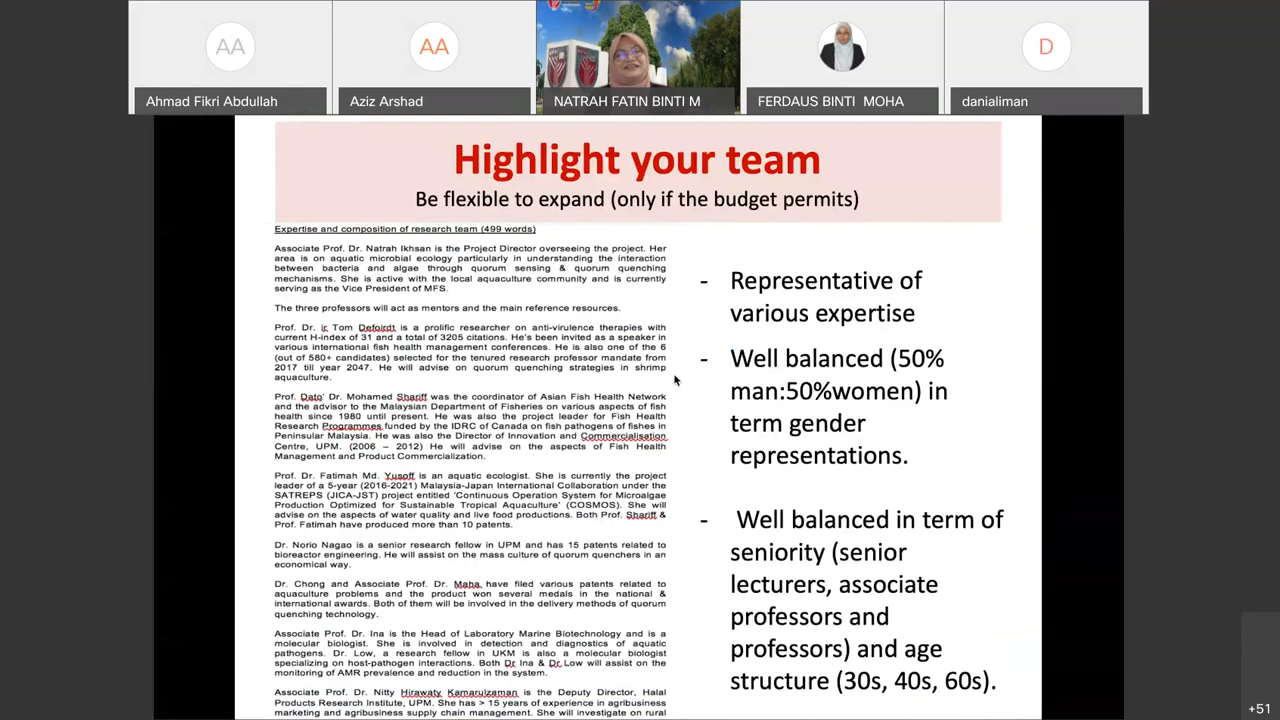 AA
AA
D
Ahmad Fikri Abdullah
Aziz Arshad
NATRAH FATIN BINTI M
FERDAUS BINTI MOHA
danialiman
Highlight your team
Be flexible to expand (only if the budget permits)
Expertise and composition of research team (499 words)
Associate Prof. Dr. Natrah Ikhsan is the Project Director overseeing the project. Her
area is on aquatic microbial ecology particularly in understanding the interaction
between bacteria and algae through quorum sensing & quorum quenching
mechanisms. She is active with the local aquaculture community and is currently
serving as the Vice President of MFS.
The three professors will act as mentors and the main reference resources.
Prof. Dr. ir Tom Defoirdt is a prolific researcher on anti-virulence therapies with
current H-index of 31 and a total of 3205 citations. He's been invited as a speaker in
various international fish health management conferences. He is also one of the 6
(out of 580+ candidates) selected for the tenured research professor mandate from
2017 till year 2047. He will advise on quorum quenching strategies in shrimp
aquaculture.
Prof. Dato' Dr. Mohamed Shariff was the coordinator of Asian Fish Health Network
and the advisor to the Malaysian Department of Fisheries on various aspects of fish
health since 1980 until present. He was also the project leader for Fish Health
Research Programmes funded by the IDRC of Canada on fish pathogens of fishes in
Peninsular Malaysia. He was also the Director of Innovation and Commercialisation
Centre, UPM. (2006 – 2012) He will advise on the aspects of Fish Health
Management and Product Commercialization.
Prof. Dr. Fatimah Md. Yusoff is an aquatic ecologist. She is currently the project
leader of a 5-year (2016-2021) Malaysia-Japan International Collaboration under the
SATREPS (JICA-JST) project entitled 'Continuous Operation System for Microalgae
Production Optimized for Sustainable Tropical Aquaculture' (COSMOS). She will
advise on the aspects of water quality and live food productions. Both Prof. Shariff &
Prof. Fatimah have produced more than 10 patents.
Dr. Norio Nagao is a senior research fellow in UPM and has 15 patents related to
bioreactor engineering. He will assist on the mass culture of quorum quenchers in an
economical way.
Dr. Chong and Associate Prof. Dr. Maha have filed various patents related to
aquaculture problems and the product won several medals in the national &
international awards. Both of them will be involved in the delivery methods of quorum
quenching technology.
Associate Prof. Dr. Ina is the Head of Laboratory Marine Biotechnology and is a
molecular biologist. She is involved in detection and diagnostics of aquatic
pathogens. Dr. Low, a research fellow in UKM is also a molecular biologist
specializing on host-pathogen interactions. Both Dr Ina & Dr Low will assist on the
monitoring of AMR prevalence and reduction in the system.
Associate Prof. Dr. Nitty Hirawaty Kamarulzaman is the Deputy Director, Halal
Products Research Institute, UPM. She has > 15 years of experience in agribusiness
marketing and agribusiness supply chain management. She will investigate on rural
- Representative of
various expertise
- Well balanced (50%
man:50%women) in
term gender
representations.
- Well balanced in term of
seniority (senior
lecturers, associate
professors and
professors) and age
structure (30s, 40s, 60s).
+51